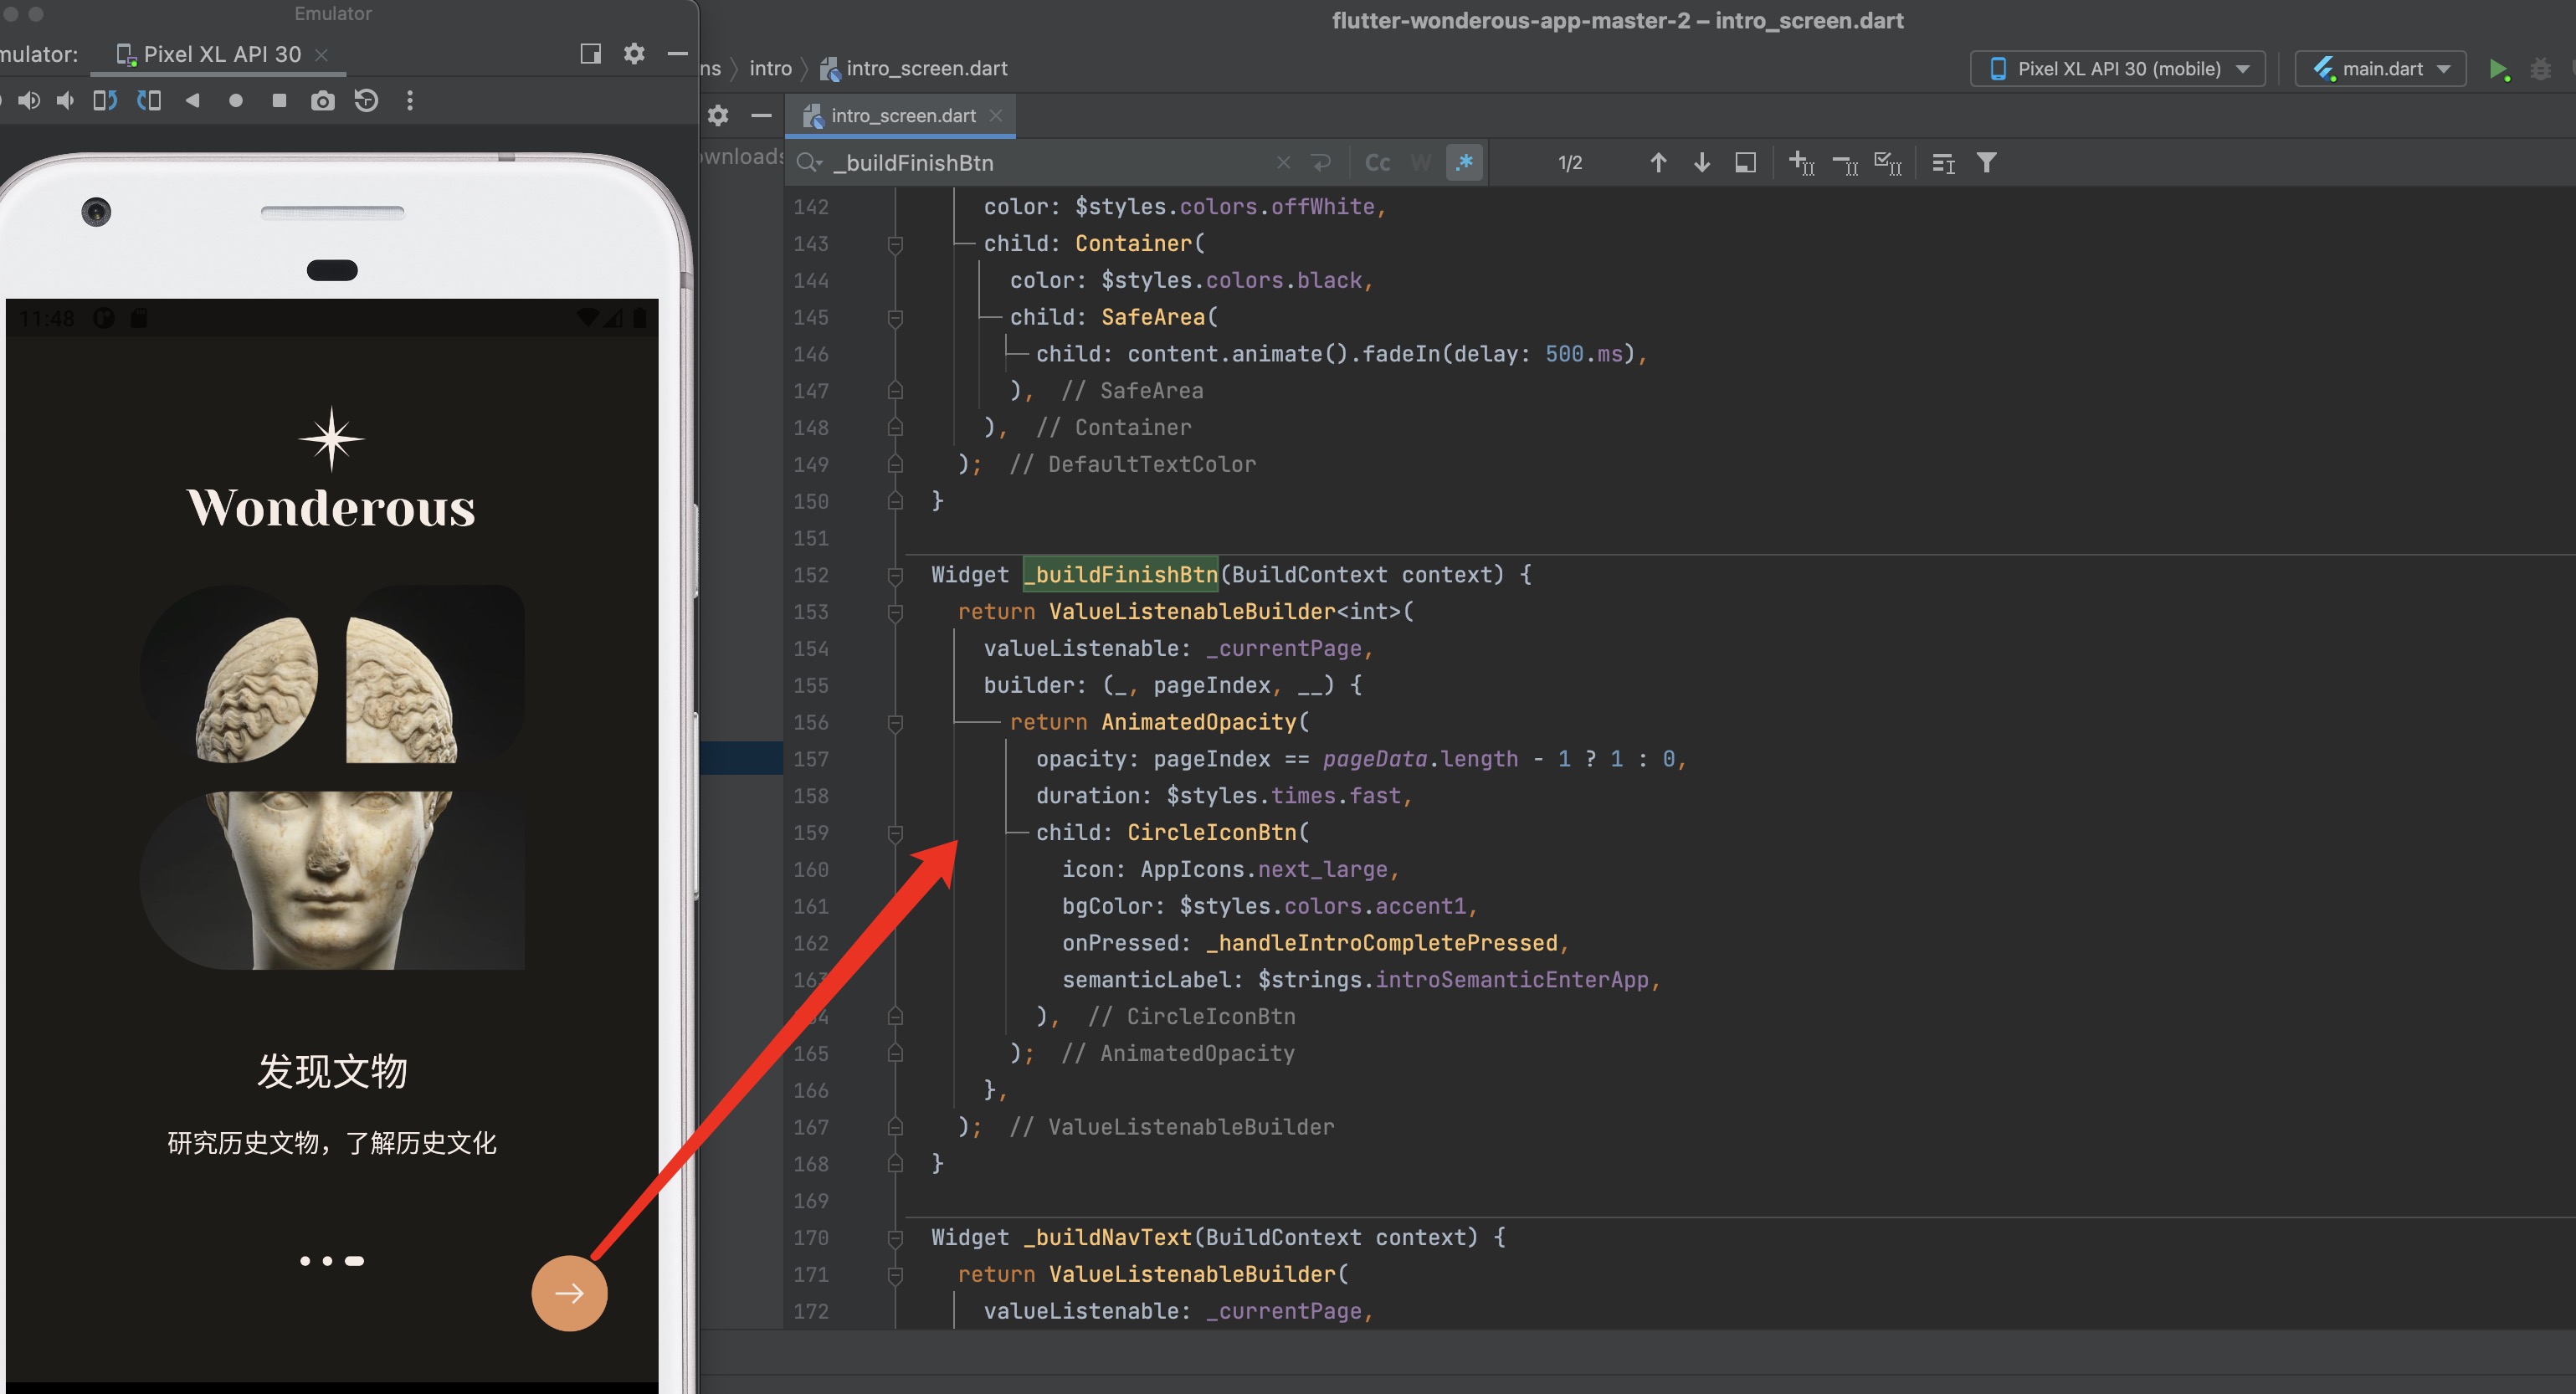 Emulator
mulator:
Pixel XL API 30
11:48
Wonderous
发现文物
研究历史文物，了解历史文化
flutter-wonderous-app-master-2 – intro_screen.dart
ns
intro
intro_screen.dart
Pixel XL API 30 (mobile)
main.dart
intro_screen.dart
ownloads
_buildFinishBtn
Cc
W
.*
1/2
142 color: $styles.colors.offWhite,
143 child: Container(
144 color: $styles.colors.black,
145 child: SafeArea(
146 child: content.animate().fadeIn(delay: 500.ms),
147 ), // SafeArea
148 ), // Container
149 ); // DefaultTextColor
150 }
151
152 Widget _buildFinishBtn(BuildContext context) {
153 return ValueListenableBuilder<int>(
154 valueListenable: _currentPage,
155 builder: (_, pageIndex, __) {
156 return AnimatedOpacity(
157 opacity: pageIndex == pageData.length - 1 ? 1 : 0,
158 duration: $styles.times.fast,
159 child: CircleIconBtn(
160 icon: AppIcons.next_large,
161 bgColor: $styles.colors.accent1,
162 onPressed: _handleIntroCompletePressed,
163 semanticLabel: $strings.introSemanticEnterApp,
164 ), // CircleIconBtn
165 ); // AnimatedOpacity
166 },
167 ); // ValueListenableBuilder
168 }
169
170 Widget _buildNavText(BuildContext context) {
171 return ValueListenableBuilder(
172 valueListenable: _currentPage,